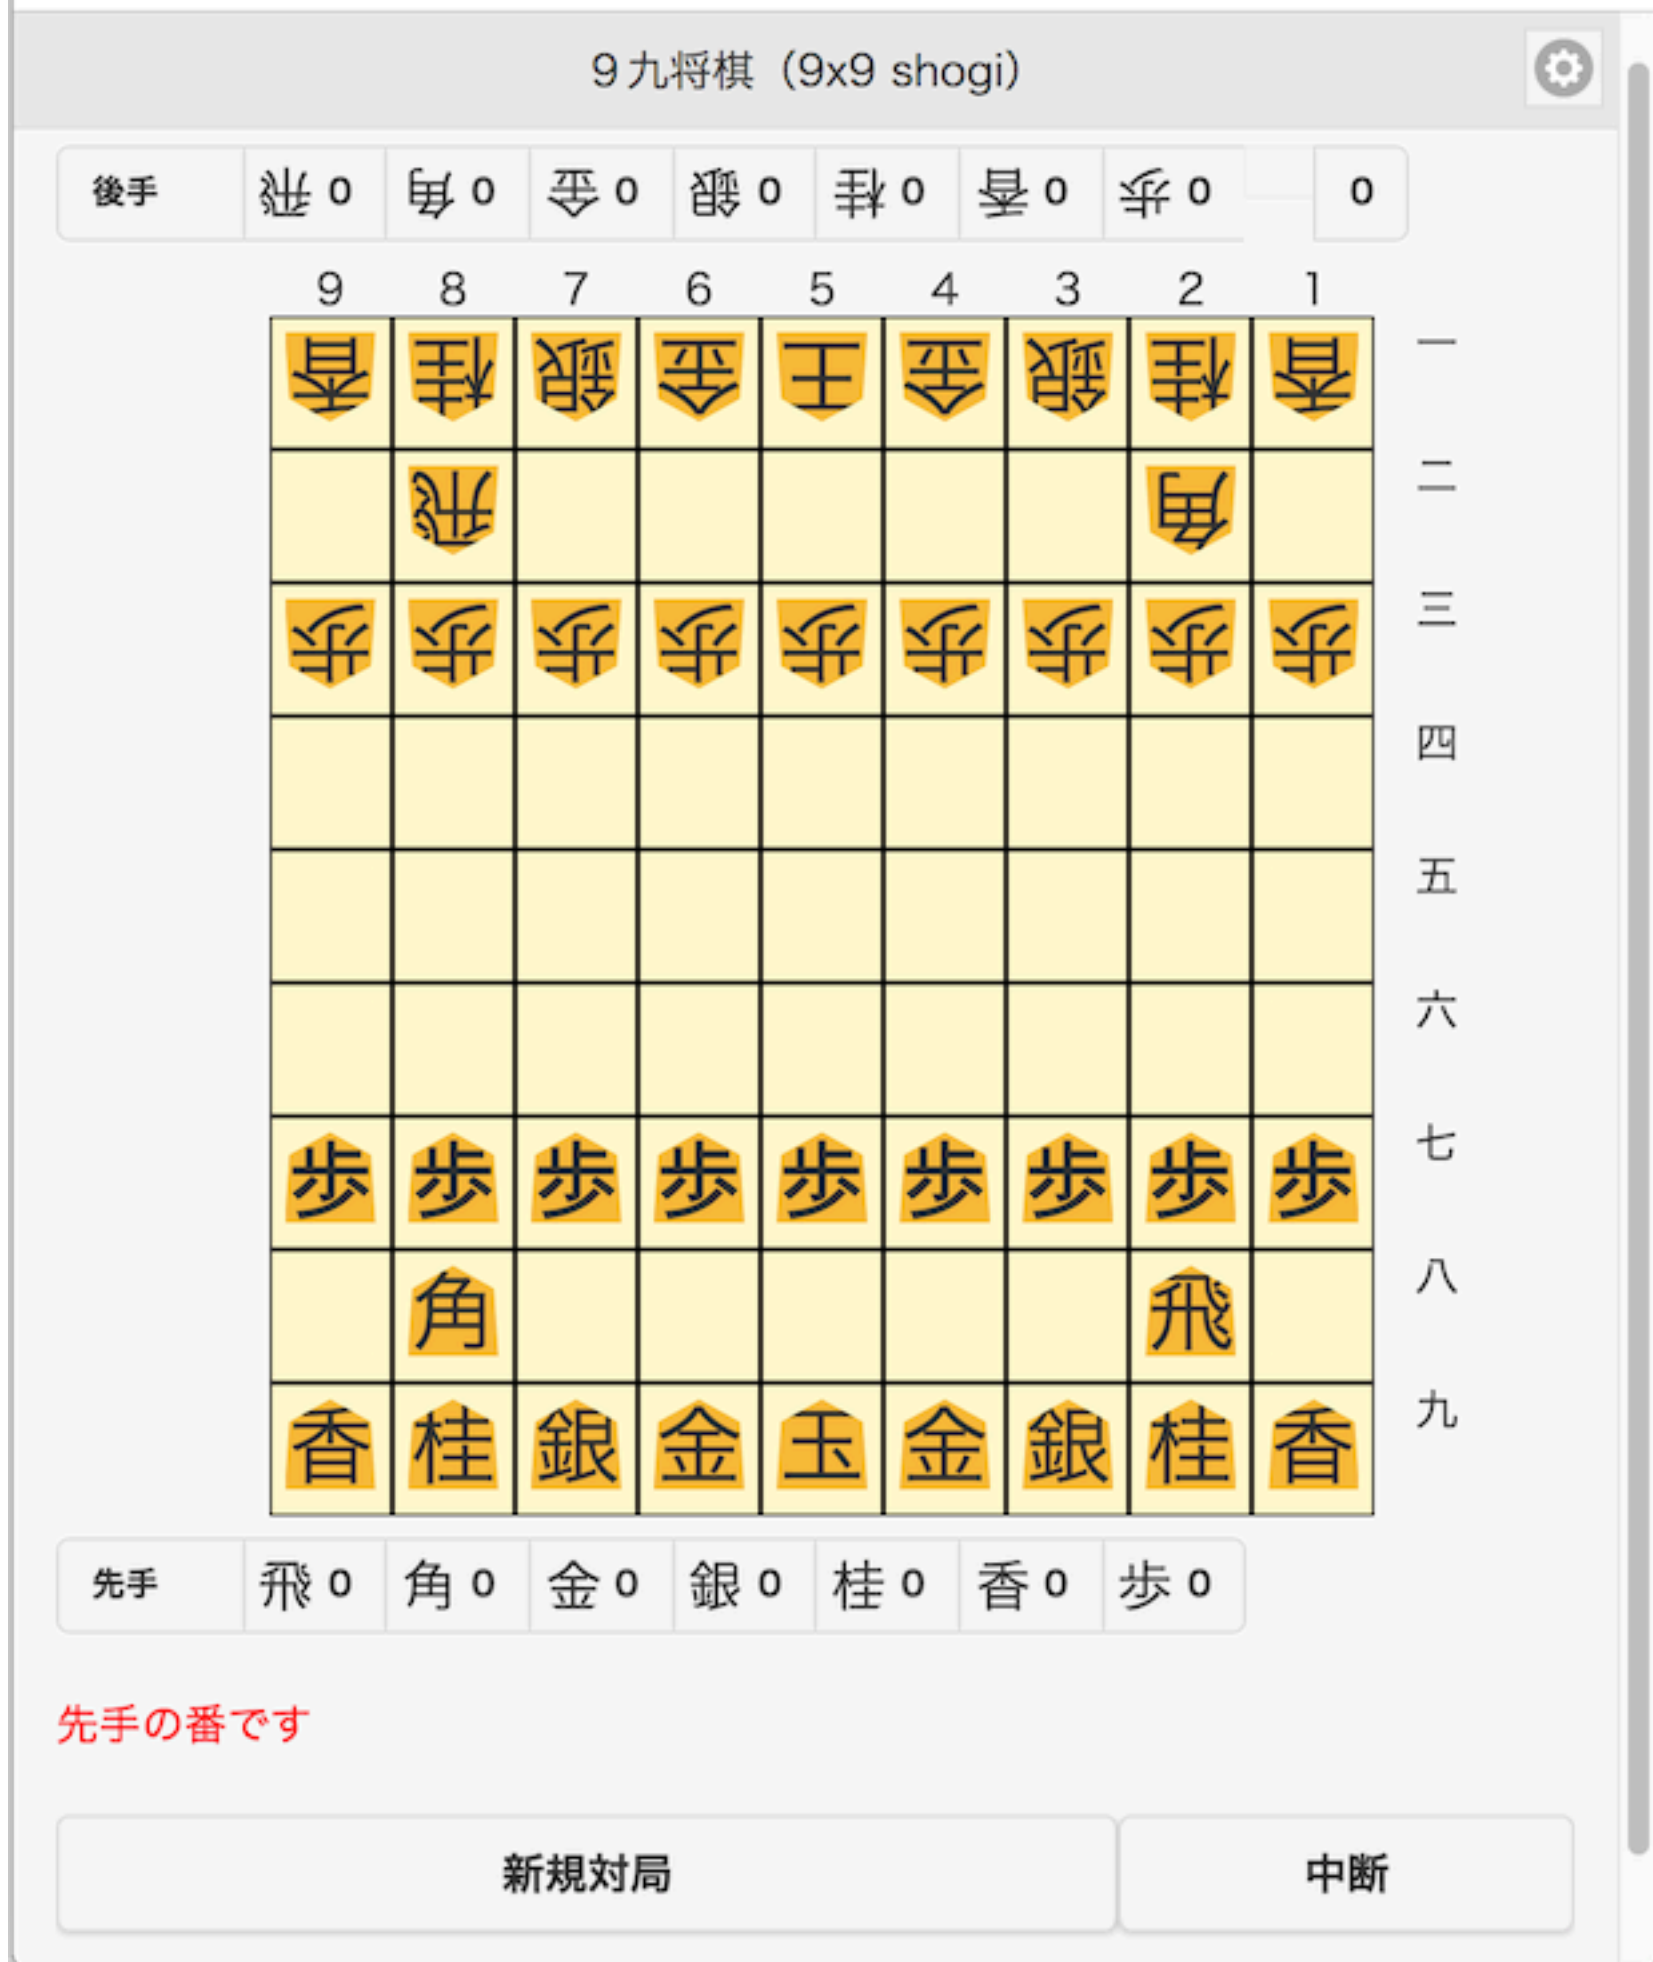 9九将棋（9x9 shogi）
後手 飛 0 角 0 金 0 銀 0 桂 0 香 0 歩 0 0
9 8 7 6 5 4 3 2 1
香 桂 銀 金 王 金 銀 桂 香 一
飛 角 二
歩 歩 歩 歩 歩 歩 歩 歩 歩 三
四
五
六
歩 歩 歩 歩 歩 歩 歩 歩 歩 七
角 飛 八
香 桂 銀 金 玉 金 銀 桂 香 九
先手 飛 0 角 0 金 0 銀 0 桂 0 香 0 歩 0
先手の番です
新規対局 中断